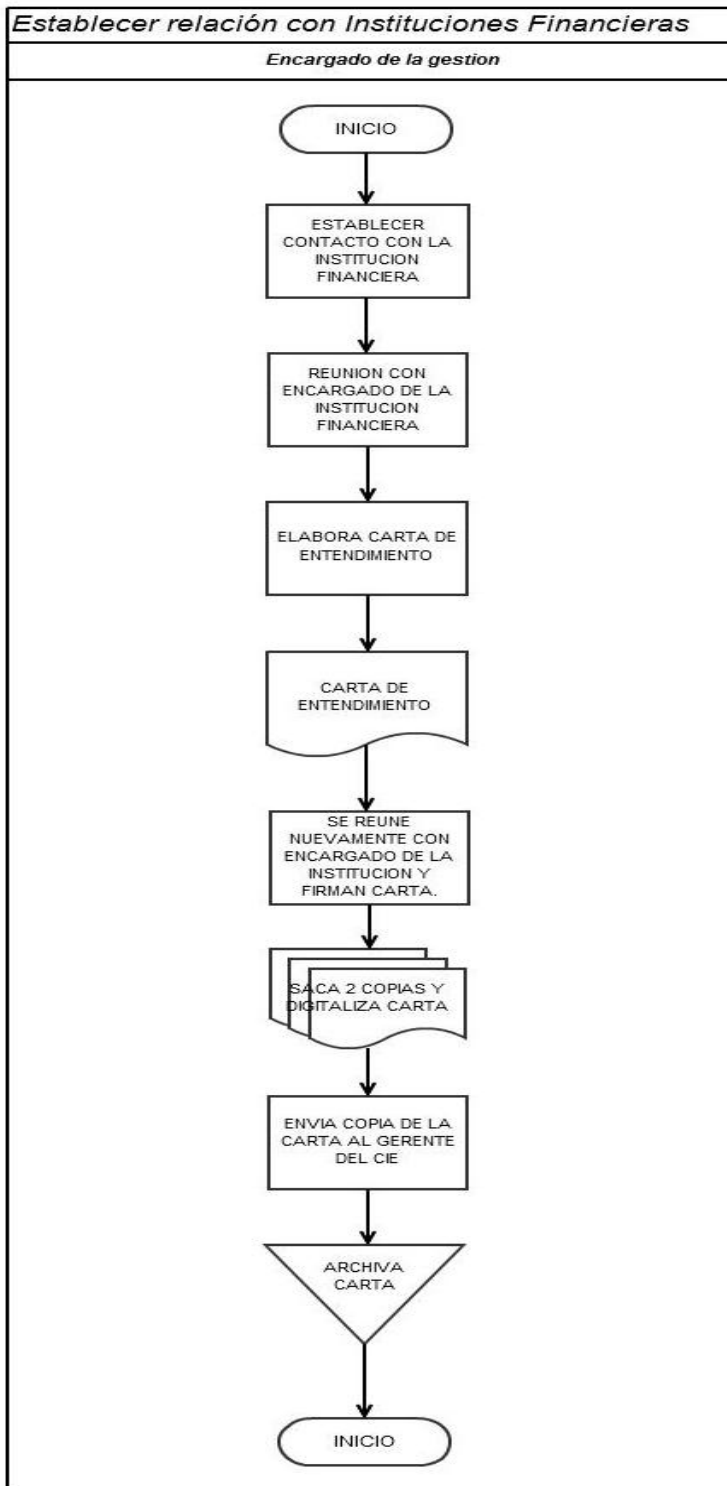 Establecer relación con Instituciones Financieras
Encargado de la gestion
INICIO
ESTABLECER
CONTACTO CON LA
INSTITUCION
FINANCIERA
REUNION CON
ENCARGADO DE LA
INSTITUCION
FINANCIERA
ELABORA CARTA DE
ENTENDIMIENTO
CARTA DE
ENTENDIMIENTO
SE REUNE
NUEVAMENTE CON
ENCARGADO DE LA
INSTITUCION Y
FIRMAN CARTA.
SACA 2 COPIAS Y
DIGITALIZA CARTA
ENVIA COPIA DE LA
CARTA AL GERENTE
DEL CIE
ARCHIVA
CARTA
INICIO